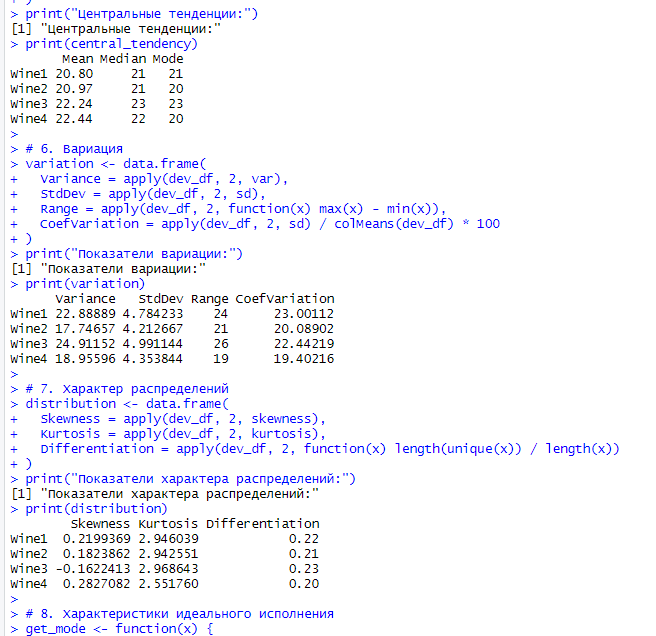 + )
> print("Центральные тенденции:")
[1] "Центральные тенденции:"
> print(central_tendency)
Mean Median Mode
Wine1 20.80 21 21
Wine2 20.97 21 20
Wine3 22.24 23 23
Wine4 22.44 22 20
>
> # 6. Вариация
> variation <- data.frame(
+ Variance = apply(dev_df, 2, var),
+ StdDev = apply(dev_df, 2, sd),
+ Range = apply(dev_df, 2, function(x) max(x) - min(x)),
+ CoefVariation = apply(dev_df, 2, sd) / colMeans(dev_df) * 100
+ )
> print("Показатели вариации:")
[1] "Показатели вариации:"
> print(variation)
Variance StdDev Range CoefVariation
Wine1 22.88889 4.784233 24 23.00112
Wine2 17.74657 4.212667 21 20.08902
Wine3 24.91152 4.991144 26 22.44219
Wine4 18.95596 4.353844 19 19.40216
>
> # 7. Характер распределений
> distribution <- data.frame(
+ Skewness = apply(dev_df, 2, skewness),
+ Kurtosis = apply(dev_df, 2, kurtosis),
+ Differentiation = apply(dev_df, 2, function(x) length(unique(x)) / length(x))
+ )
> print("Показатели характера распределений:")
[1] "Показатели характера распределений:"
> print(distribution)
Skewness Kurtosis Differentiation
Wine1 0.2199369 2.946039 0.22
Wine2 0.1823862 2.942551 0.21
Wine3 -0.1622413 2.968643 0.23
Wine4 0.2827082 2.551760 0.20
>
> # 8. Характеристики идеального исполнения
> get_mode <- function(x) {